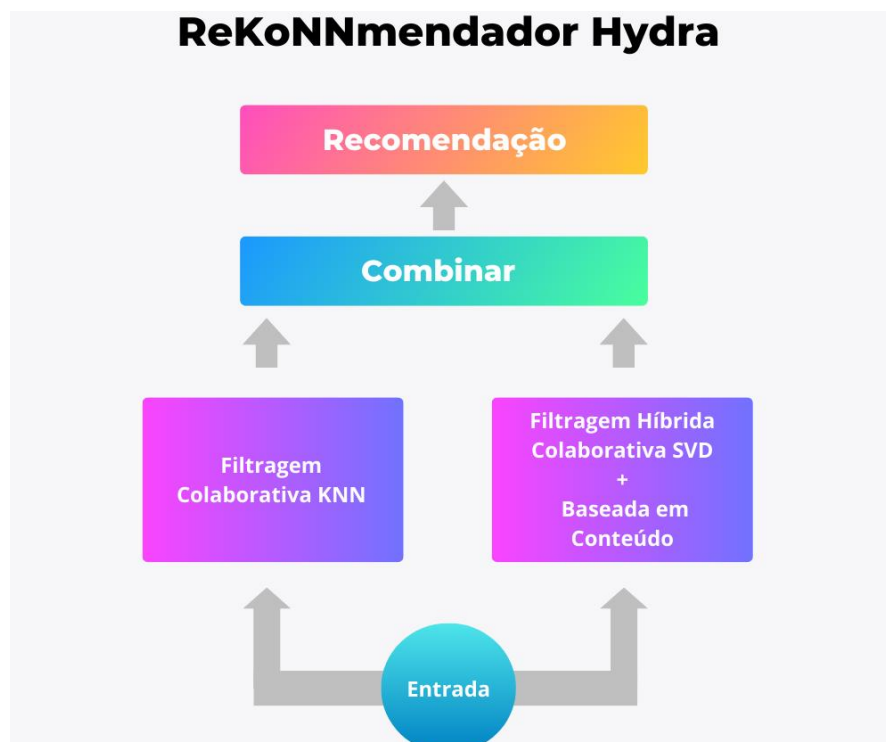 ReKoNNmendador Hydra
Recomendação
Combinar
Filtragem
Colaborativa KNN
Filtragem Híbrida
Colaborativa SVD
+
Baseada em
Conteúdo
Entrada